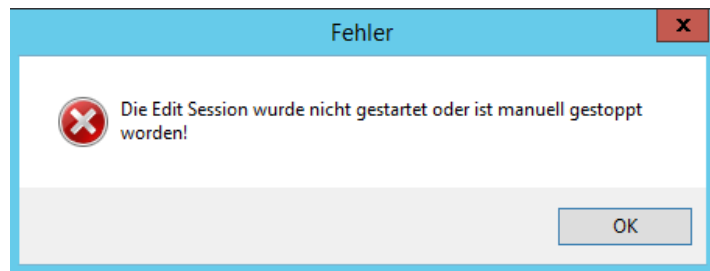 Fehler
x
Die Edit Session wurde nicht gestartet oder ist manuell gestoppt
worden!
OK